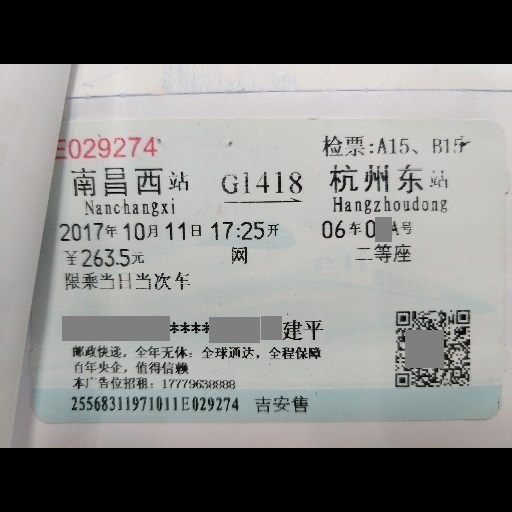 E029274
检票:A15、B15
南昌西站 G1418 杭州东站
Nanchangxi Hangzhoudong
2017年10月11日 17:25开 06车0 A号
￥263.5元 网 二等座
限乘当日当次车
****建平
邮政快递,全年无休;全球通达,全程保障
百年央企,值得信赖
本广告位招租:17779638888
25568311971011E029274 吉安售